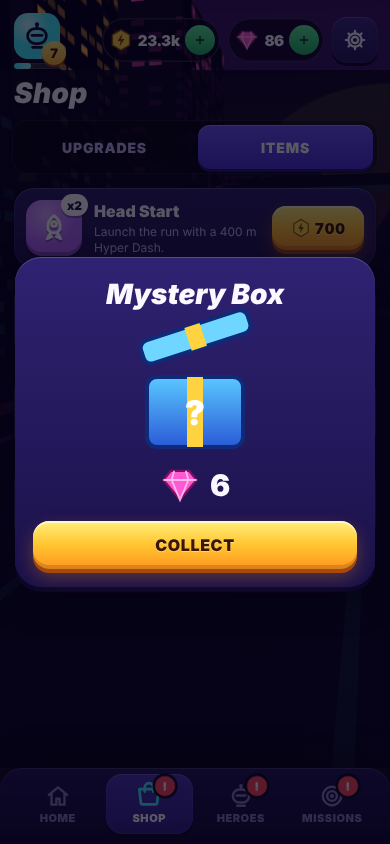 7
23.3k
+
86
+
Shop
UPGRADES
ITEMS
x2
Head Start
Launch the run with a 400 m
Hyper Dash.
700
Mystery Box
?
6
COLLECT
!
!
!
HOME
SHOP
HEROES
MISSIONS